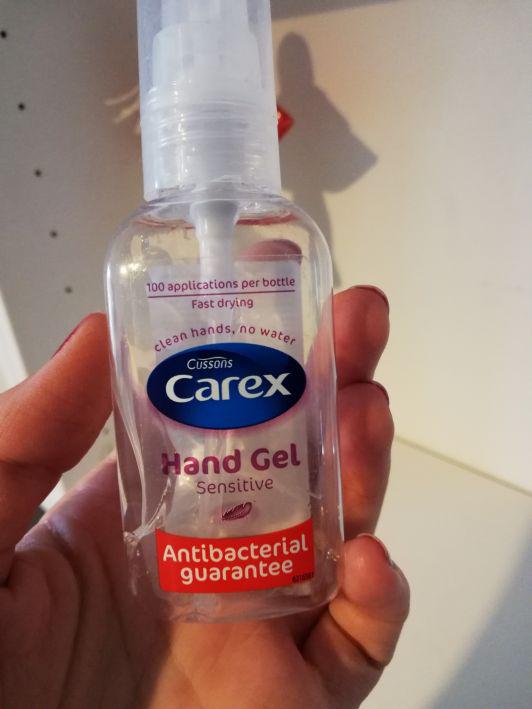 100 applications per bottle
Fast drying
clean hands, no water
Cussons
Carex
Hand Gel
Sensitive
Antibacterial
guarantee